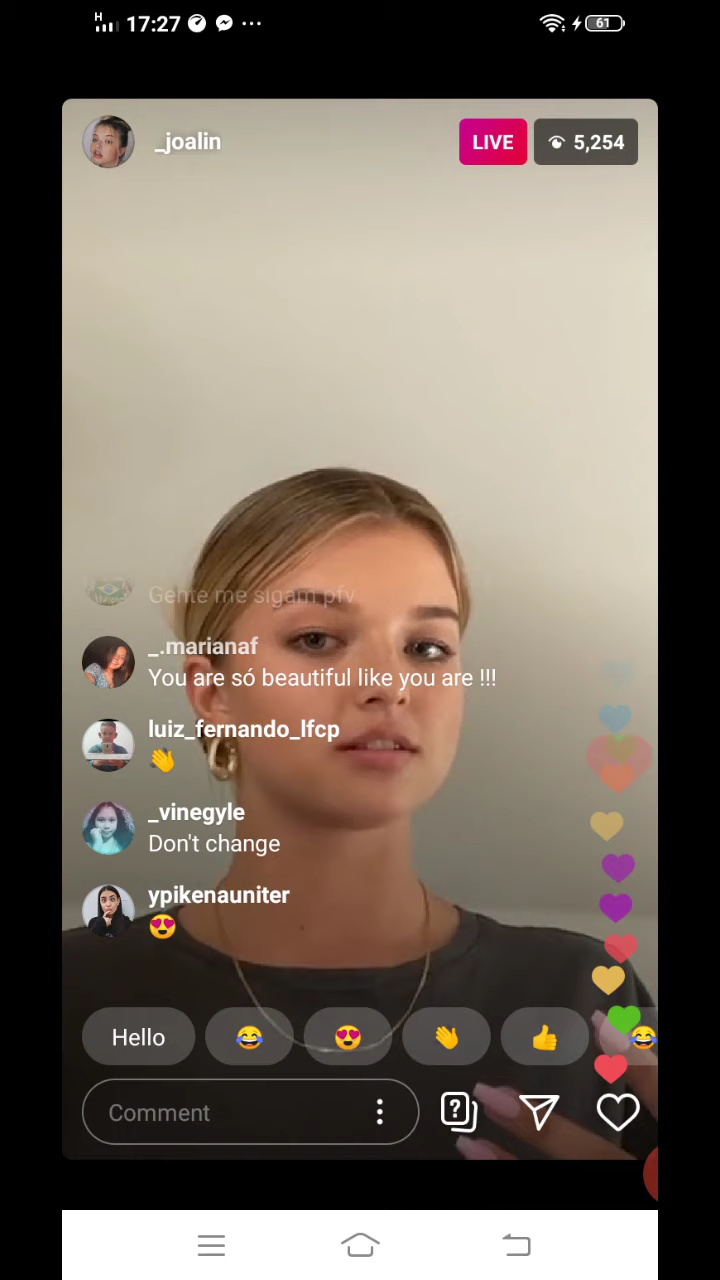 H
17:27
61
_joalin
LIVE
5,254
Gente me sigam pfv
_.marianaf
You are só beautiful like you are !!!
luiz_fernando_lfcp
👋
_vinegyle
Don't change
ypikenauniter
😍
Hello 😂 😍 👋 👍 😂
Comment
?